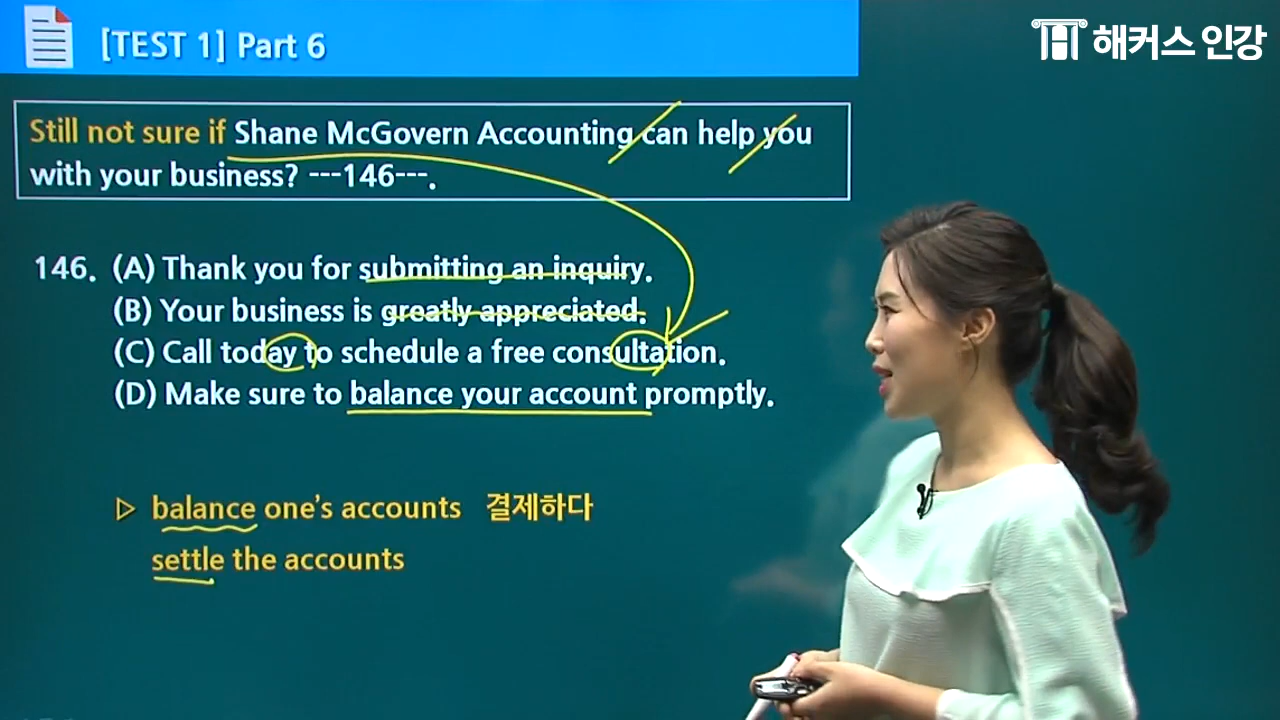 [TEST 1] Part 6
해커스 인강
Still not sure if Shane McGovern Accounting can help you
with your business? ---146---.
146. (A) Thank you for submitting an inquiry.
(B) Your business is greatly appreciated.
(C) Call today to schedule a free consultation.
(D) Make sure to balance your account promptly.
▷ balance one's accounts 결제하다
settle the accounts